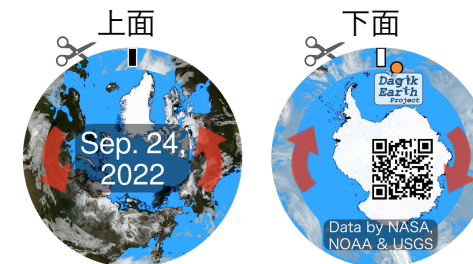 上面
下面
Sep. 24,
2022
Dagik
Earth
Project
Data by NASA,
NOAA & USGS